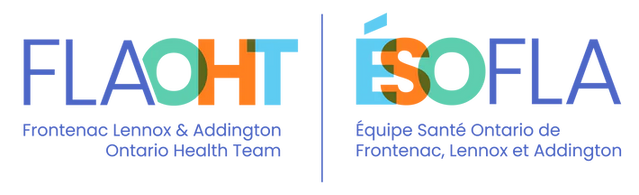 FLAOHT
Frontenac Lennox & Addington
Ontario Health Team
ÉSOFLA
Équipe Santé Ontario de
Frontenac, Lennox et Addington